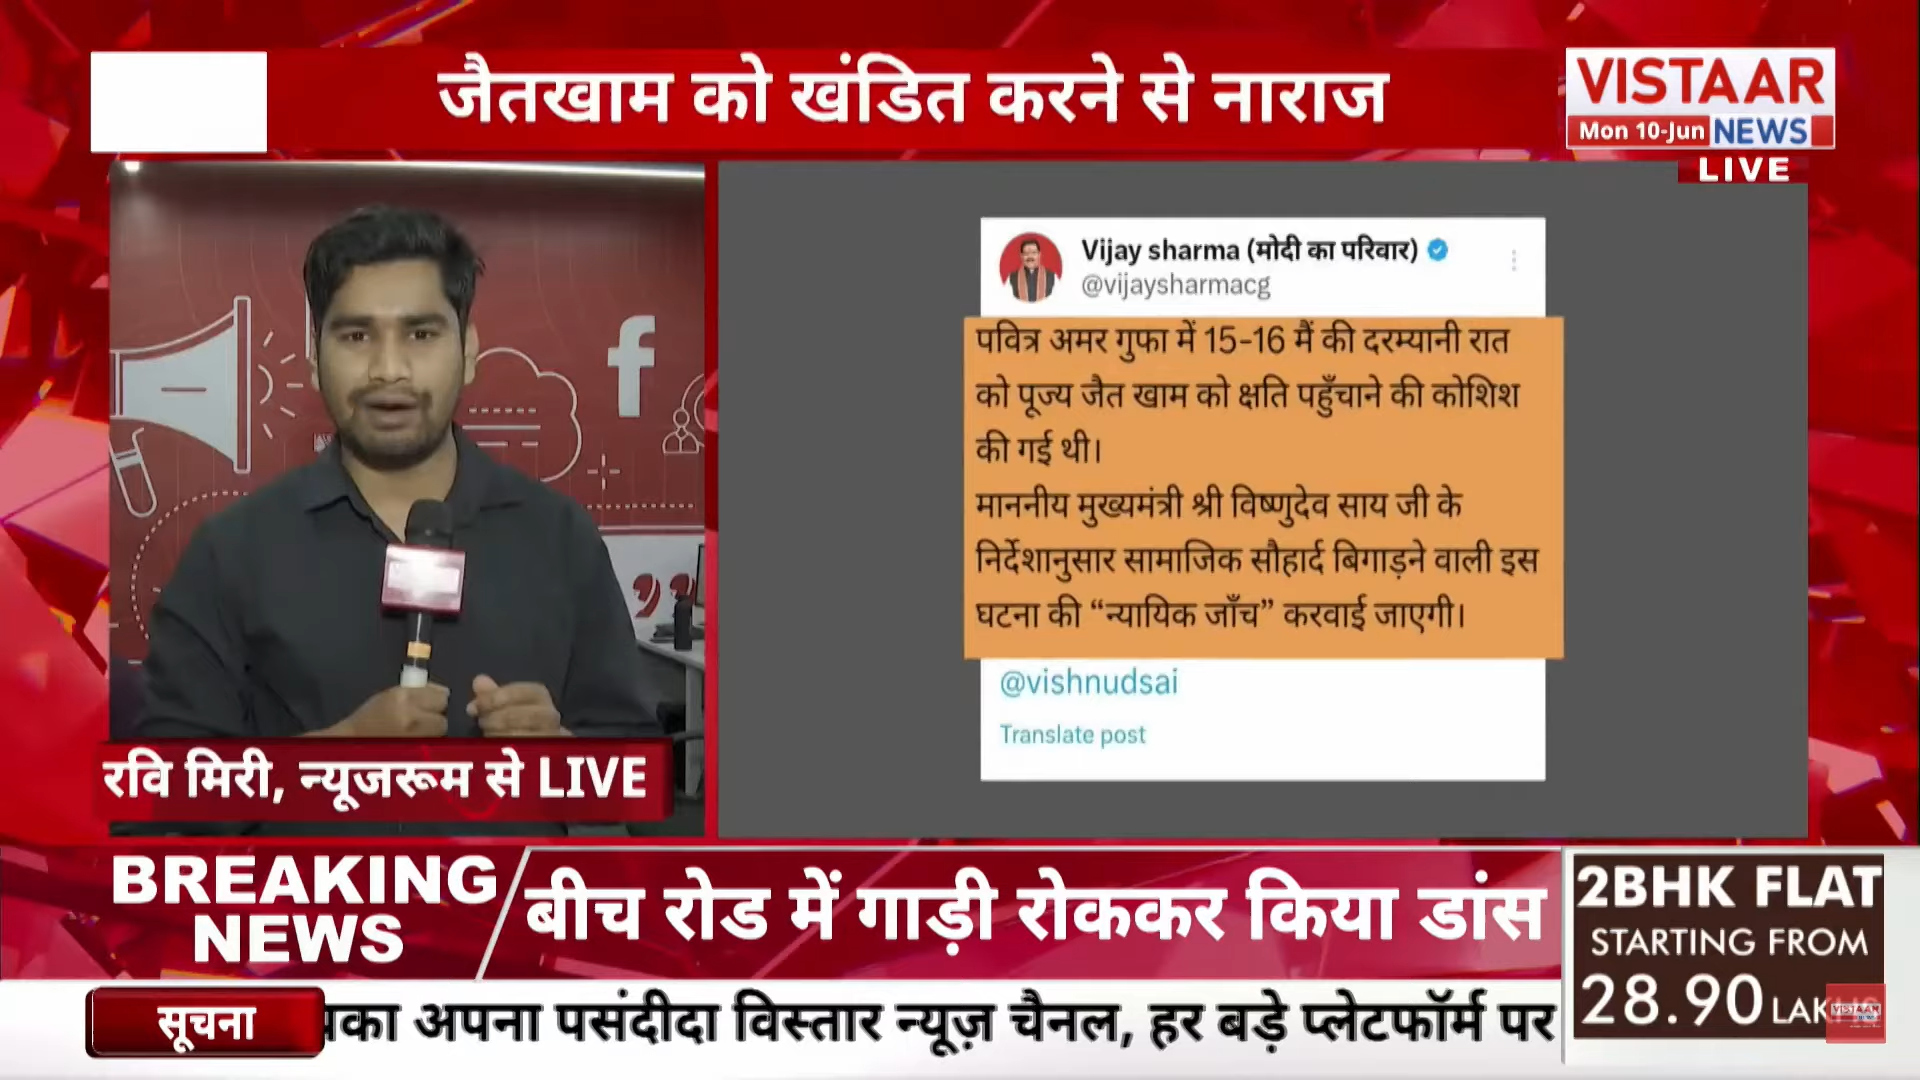 जैतखाम को खंडित करने से नाराज
VISTAAR
Mon 10-Jun NEWS
LIVE
Vijay sharma (मोदी का परिवार)
@vijaysharmacg
पवित्र अमर गुफा में 15-16 मैं की दरम्यानी रात
को पूज्य जैत खाम को क्षति पहुँचाने की कोशिश
की गई थी।
माननीय मुख्यमंत्री श्री विष्णुदेव साय जी के
निर्देशानुसार सामाजिक सौहार्द बिगाड़ने वाली इस
घटना की “न्यायिक जाँच” करवाई जाएगी।
@vishnudsai
Translate post
रवि मिरी, न्यूजरूम से LIVE
BREAKING
NEWS
बीच रोड में गाड़ी रोककर किया डांस
2BHK FLAT
STARTING FROM
28.90
सूचना
अपना पसंदीदा विस्तार न्यूज़ चैनल, हर बड़े प्लेटफॉर्म पर
VISTAAR